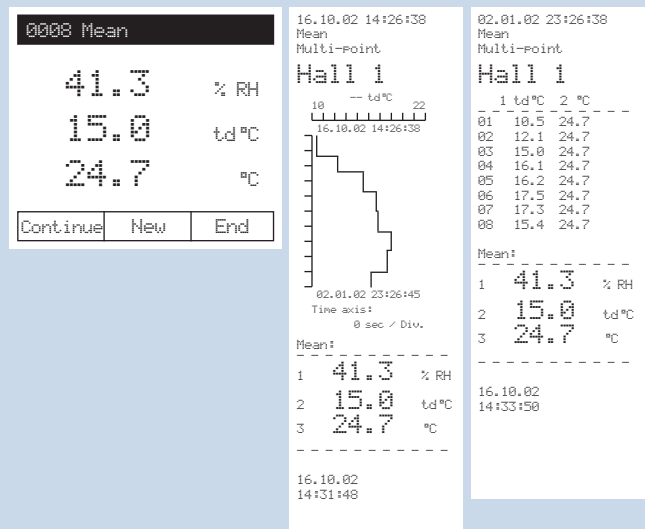 0008 Mean
41.3 % RH
15.0 td°C
24.7 °C
Continue New End
16.10.02 14:26:38
Mean
Multi-point
Hall 1
-- td°C
10 22
16.10.02 14:26:38
02.01.02 23:26:45
Time axis:
0 sec / Div.
Mean:
1 41.3 % RH
2 15.0 td°C
3 24.7 °C
16.10.02
14:31:48
02.01.02 23:26:38
Mean
Multi-point
Hall 1
1 td°C 2 °C
01 10.5 24.7
02 12.1 24.7
03 15.0 24.7
04 16.1 24.7
05 16.2 24.7
06 17.5 24.7
07 17.3 24.7
08 15.4 24.7
Mean:
1 41.3 % RH
2 15.0 td°C
3 24.7 °C
16.10.02
14:33:50